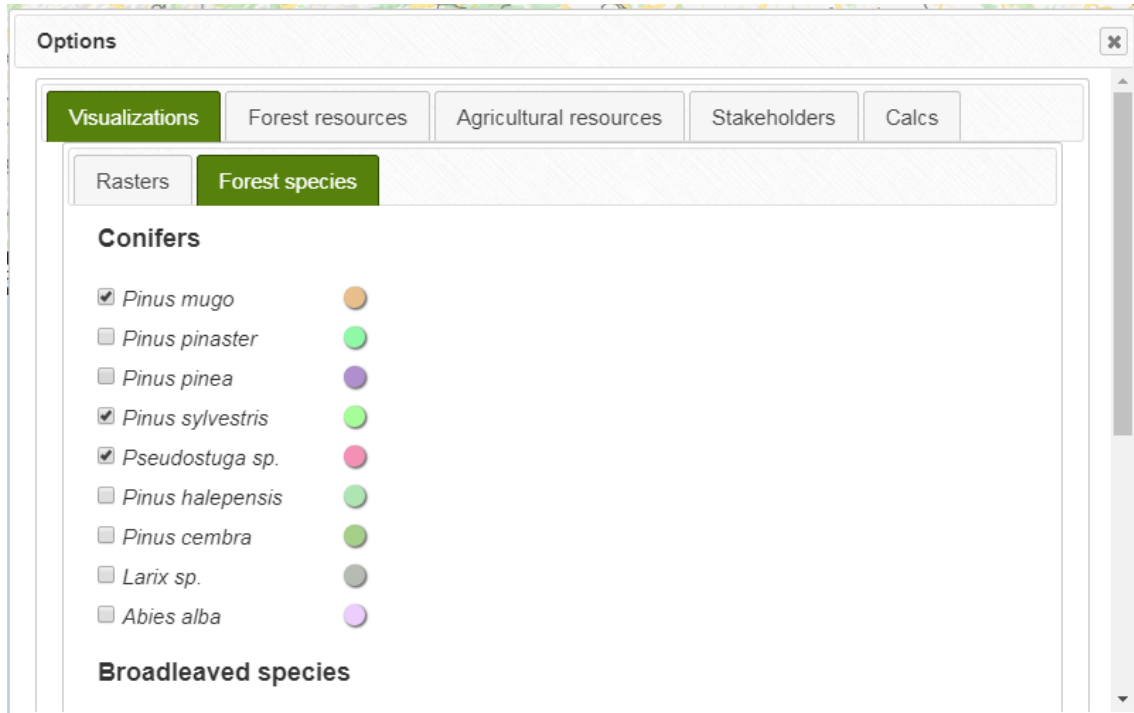 Options
Visualizations Forest resources Agricultural resources Stakeholders Calcs
Rasters Forest species
Conifers
Pinus mugo
Pinus pinaster
Pinus pinea
Pinus sylvestris
Pseudostuga sp.
Pinus halepensis
Pinus cembra
Larix sp.
Abies alba
Broadleaved species